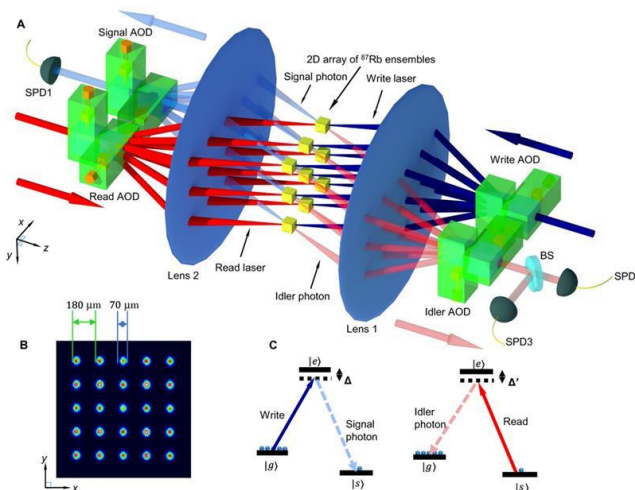 A
Signal AOD
2D array of ⁸⁷Rb ensembles
Signal photon
Write laser
SPD1
Write AOD
Read AOD
x
y
z
Lens 2
Read laser
Idler photon
Lens 1
Idler AOD
BS
SPD
SPD3
180 μm
70 μm
B
y
x
C
|e⟩
Δ
Write
Signal
photon
|g⟩
|s⟩
|e⟩
Δ'
Idler
photon
Read
|g⟩
|s⟩